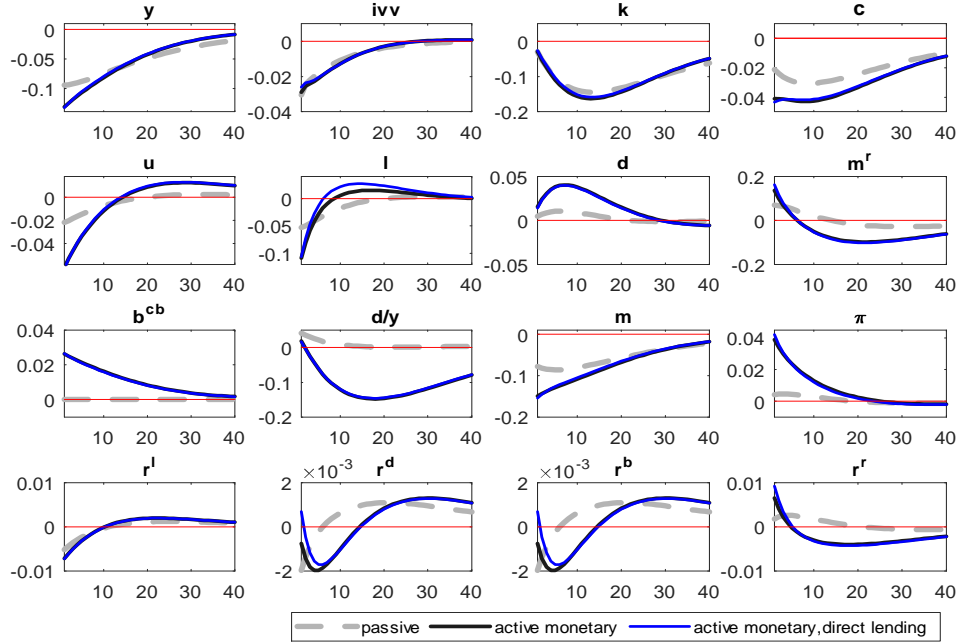 y ivv k c
0 -0.05 -0.1
0 -0.02 -0.04
0 -0.1 -0.2
0 -0.02 -0.04
10 20 30 40 10 20 30 40 10 20 30 40 10 20 30 40
u l d m^r
0 -0.02 -0.04
0 -0.05 -0.1
0.05 0 -0.05
0.2 0 -0.2
10 20 30 40 10 20 30 40 10 20 30 40 10 20 30 40
b^cb d/y m π
0.04 0.02 0
0 -0.1 -0.2
0 -0.1 -0.2
0.04 0.02 0
10 20 30 40 10 20 30 40 10 20 30 40 10 20 30 40
r^l ×10^-3 r^d ×10^-3 r^b r^r
0.01 0 -0.01
2 0 -2
2 0 -2
0.01 0 -0.01
10 20 30 40 10 20 30 40 10 20 30 40 10 20 30 40
passive active monetary active monetary,direct lending